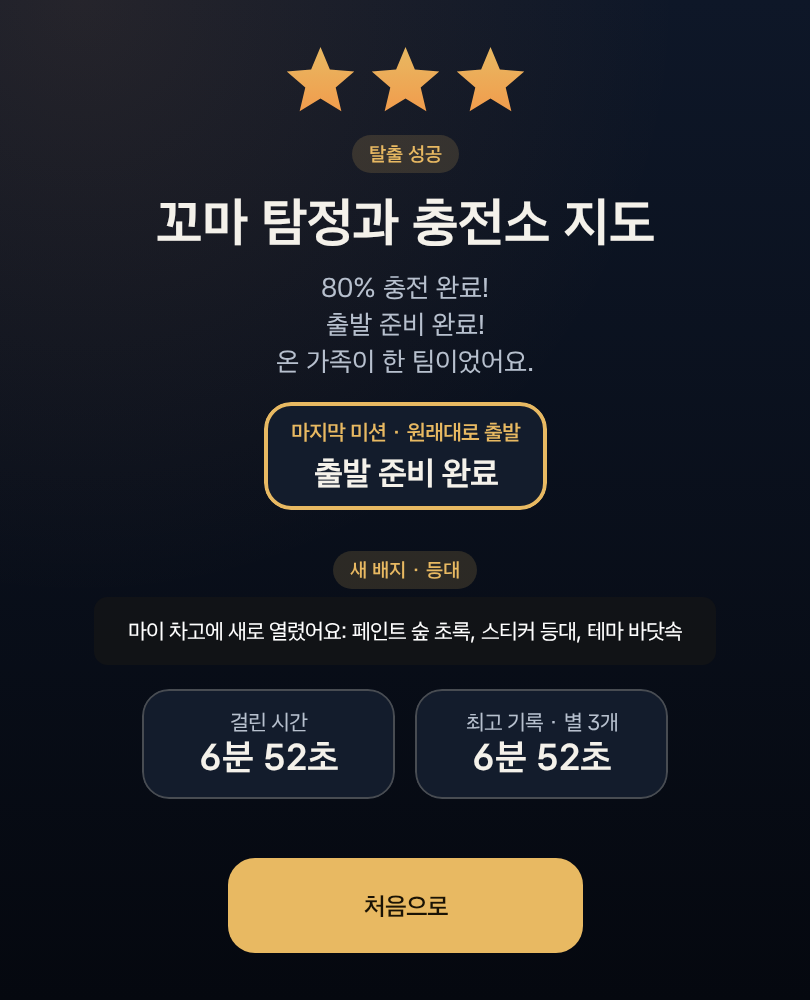 탈출 성공
꼬마 탐정과 충전소 지도
80% 충전 완료!
출발 준비 완료!
온 가족이 한 팀이었어요.
마지막 미션 · 원래대로 출발
출발 준비 완료
새 배지 · 등대
마이 차고에 새로 열렸어요: 페인트 숲 초록, 스티커 등대, 테마 바닷속
걸린 시간
6분 52초
최고 기록 · 별 3개
6분 52초
처음으로